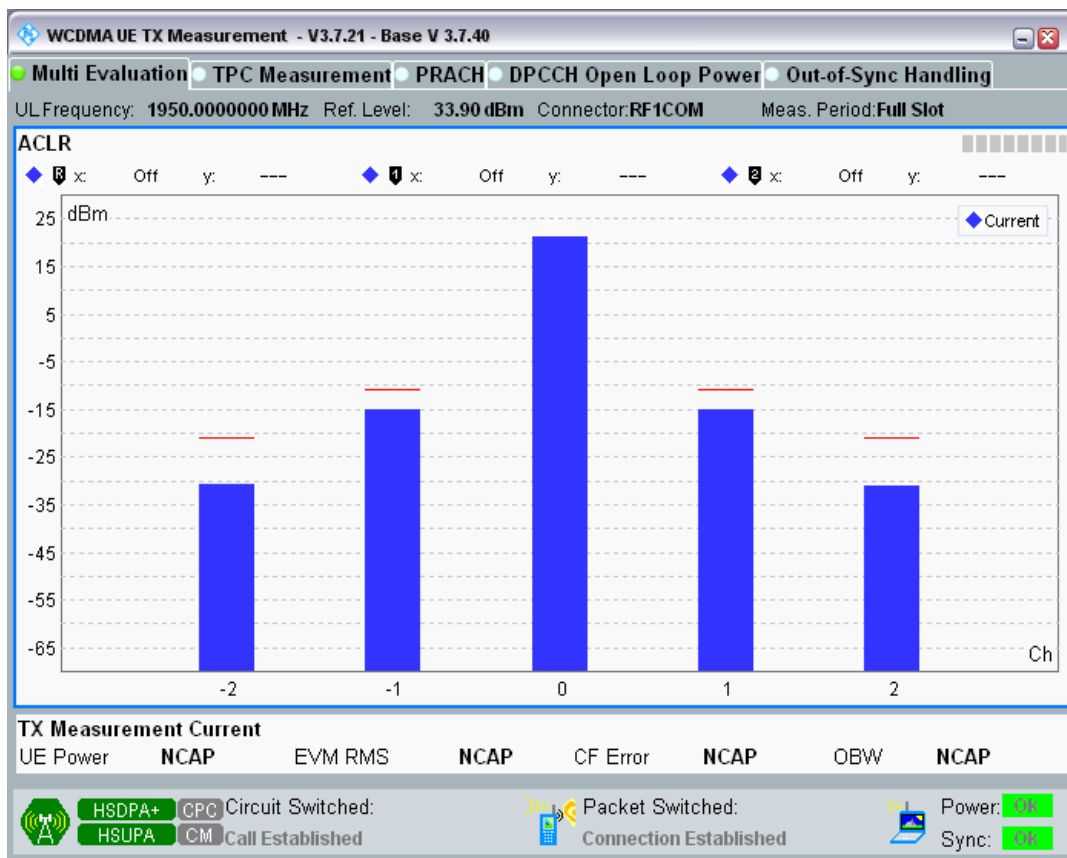 WCDMA UE TX Measurement - V3.7.21 - Base V 3.7.40
Multi Evaluation TPC Measurement PRACH DPCCH Open Loop Power Out-of-Sync Handling
UL Frequency: 1950.0000000 MHz Ref. Level: 33.90 dBm Connector:RF1COM Meas. Period:Full Slot
ACLR
R x: Off y: --- 1 x: Off y: --- 2 x: Off y: ---
dBm
Current
25
15
5
-5
-15
-25
-35
-45
-55
-65
Ch
-2 -1 0 1 2
TX Measurement Current
UE Power NCAP EVM RMS NCAP CF Error NCAP OBW NCAP
HSDPA+ CPC Circuit Switched: Packet Switched: Power: Ok
HSUPA CM Call Established Connection Established Sync: Ok